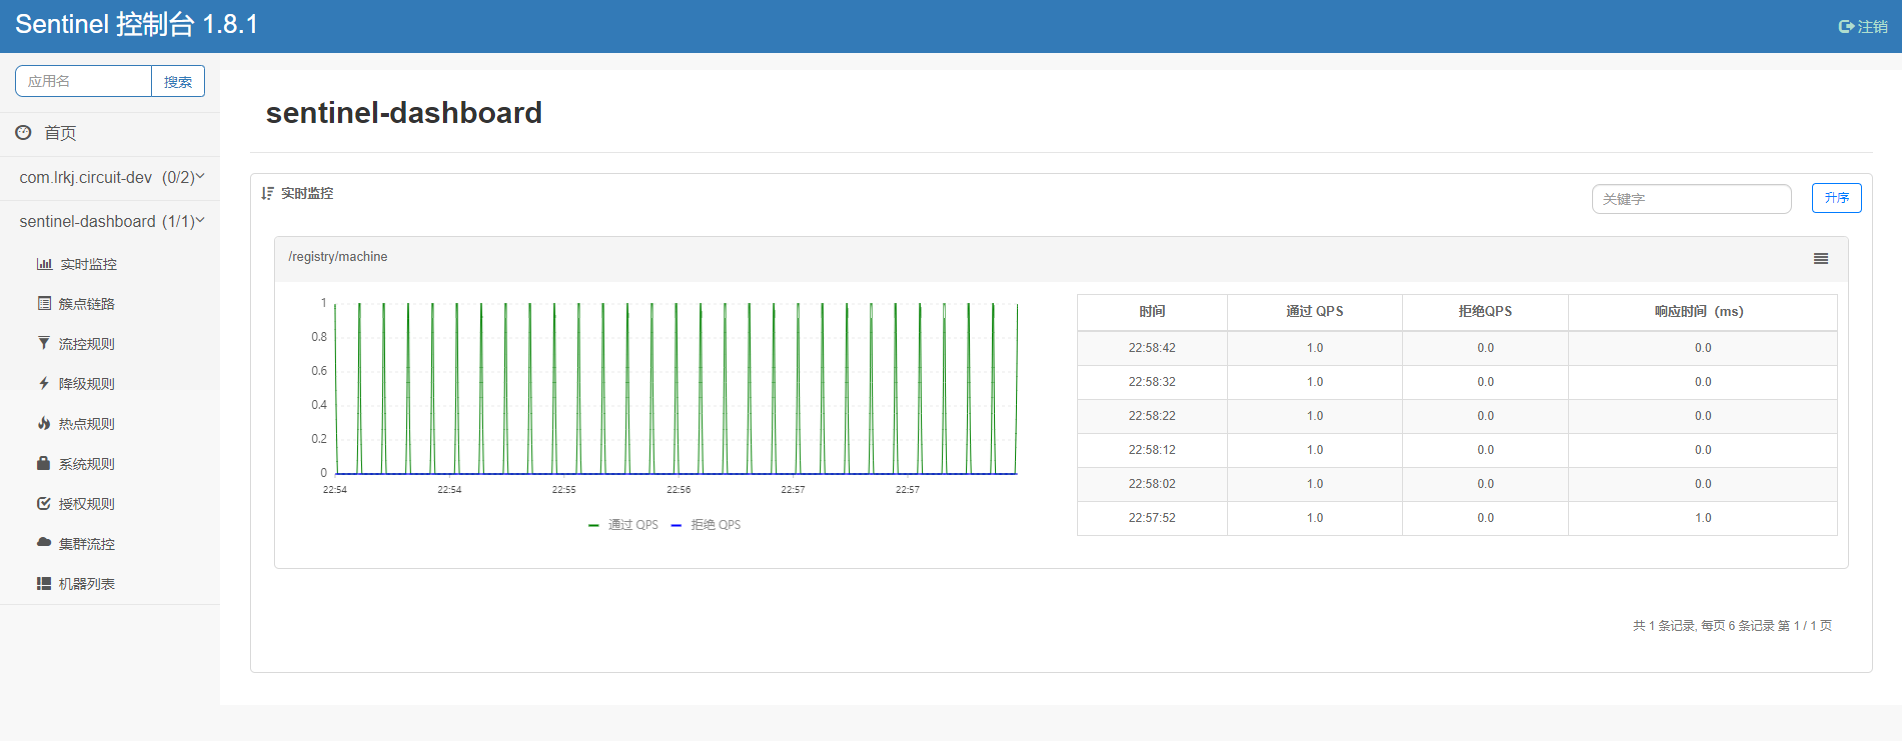 Sentinel 控制台 1.8.1
注销
应用名
搜索
首页
com.lrkj.circuit-dev (0/2)
sentinel-dashboard (1/1)
实时监控
簇点链路
流控规则
降级规则
热点规则
系统规则
授权规则
集群流控
机器列表
sentinel-dashboard
实时监控
关键字
升序
/registry/machine
1
0.8
0.6
0.4
0.2
0
22:54 22:54 22:55 22:56 22:57 22:57
通过 QPS 拒绝 QPS
时间 通过 QPS 拒绝QPS 响应时间（ms）
22:58:42 1.0 0.0 0.0
22:58:32 1.0 0.0 0.0
22:58:22 1.0 0.0 0.0
22:58:12 1.0 0.0 0.0
22:58:02 1.0 0.0 0.0
22:57:52 1.0 0.0 1.0
共 1 条记录, 每页 6 条记录 第 1 / 1 页